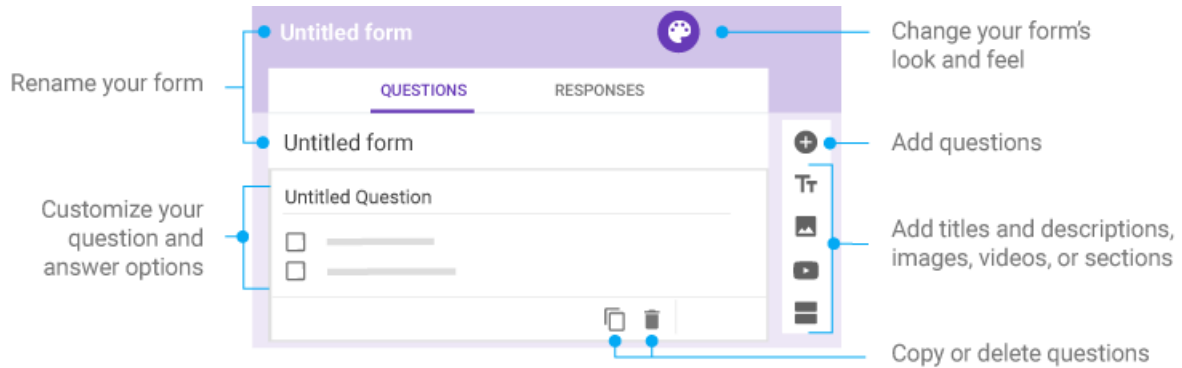 Untitled form
Change your form's
look and feel
Rename your form
QUESTIONS
RESPONSES
Untitled form
Add questions
Tт
Untitled Question
Customize your
question and
answer options
Add titles and descriptions,
images, videos, or sections
Copy or delete questions